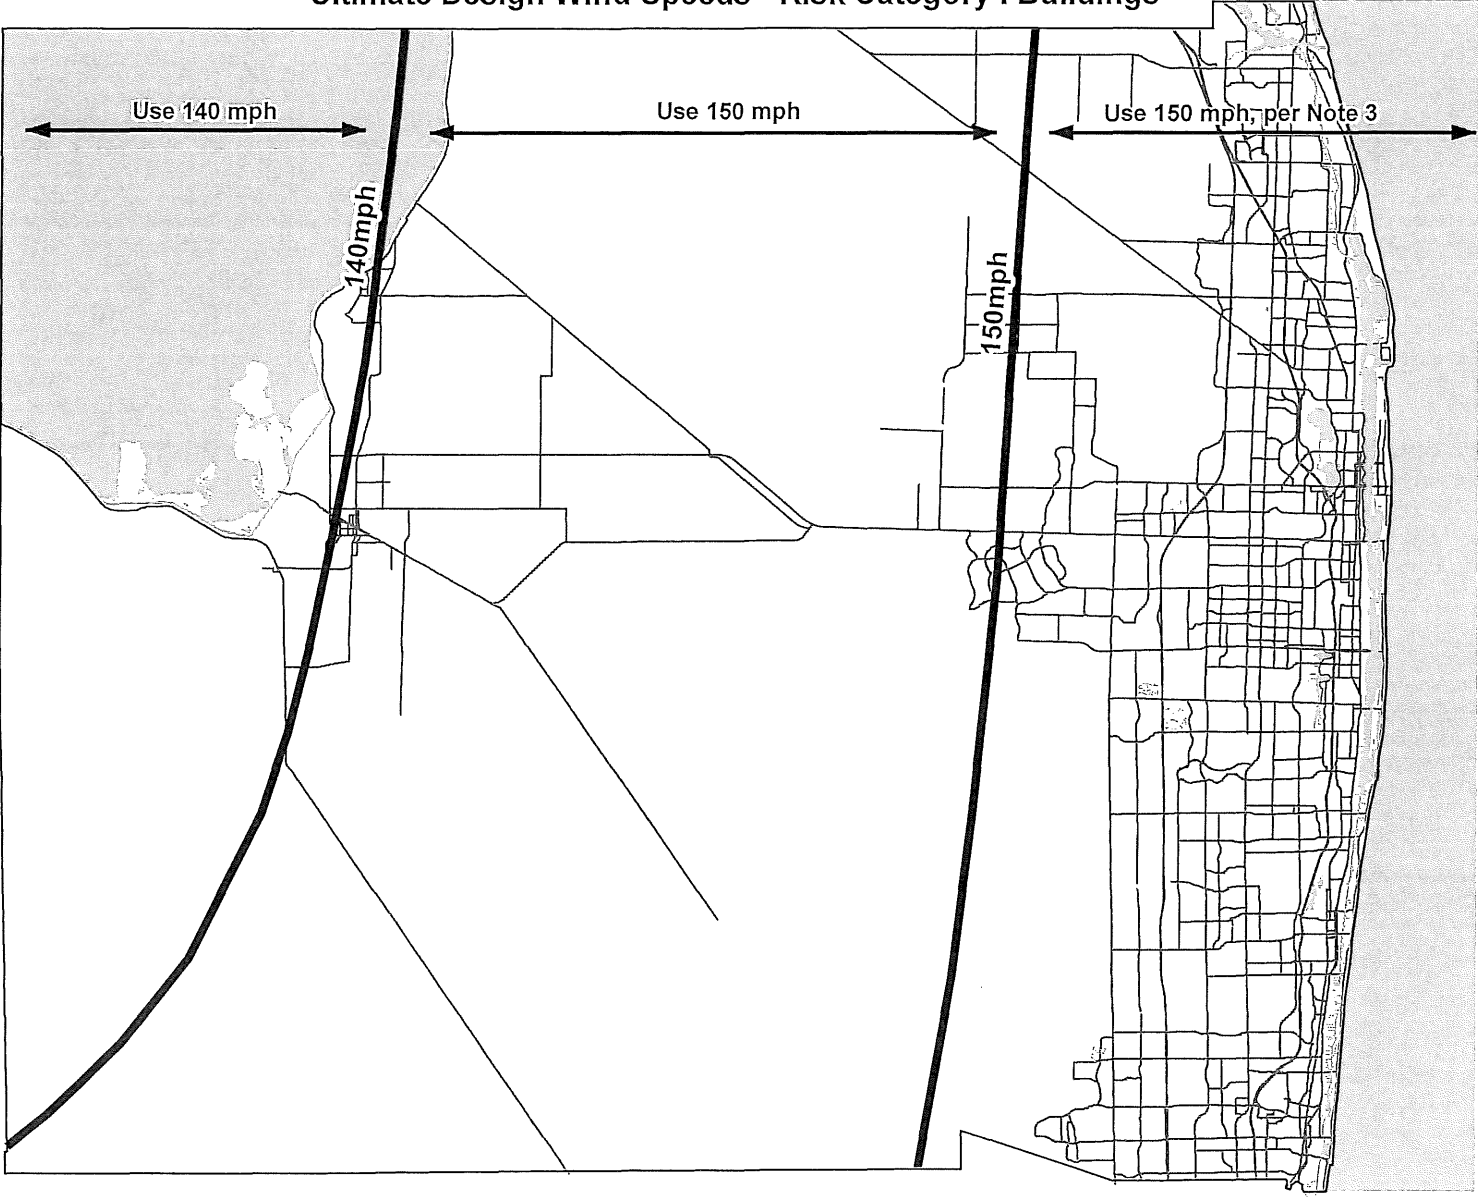 Ultimate Design Wind Speeds - Risk Category I Buildings
Use 140 mph
Use 150 mph
Use 150 mph, per Note 3
140mph
150mph